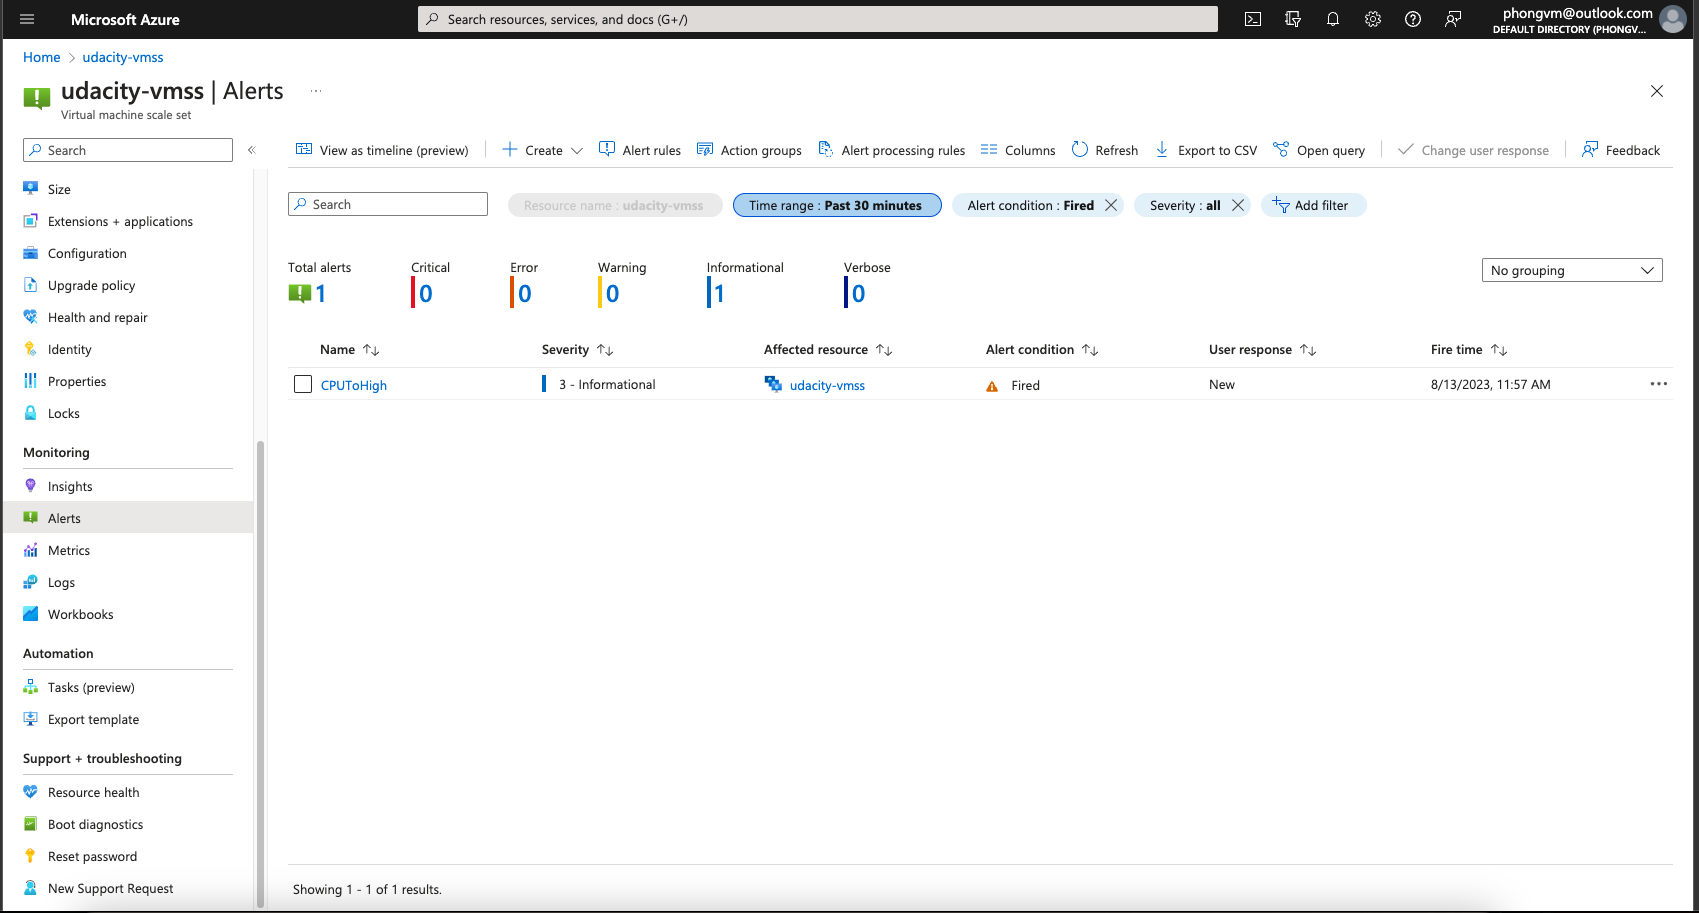 Microsoft Azure
Search resources, services, and docs (G+/)
phongvm@outlook.com
DEFAULT DIRECTORY (PHONGV...
Home > udacity-vmss
udacity-vmss | Alerts ...
Virtual machine scale set
Search
«
View as timeline (preview)
Create
Alert rules
Action groups
Alert processing rules
Columns
Refresh
Export to CSV
Open query
Change user response
Feedback
Size
Extensions + applications
Configuration
Upgrade policy
Health and repair
Identity
Properties
Locks
Monitoring
Insights
Alerts
Metrics
Logs
Workbooks
Automation
Tasks (preview)
Export template
Support + troubleshooting
Resource health
Boot diagnostics
Reset password
New Support Request
Search
Resource name : udacity-vmss
Time range : Past 30 minutes
Alert condition : Fired
Severity : all
Add filter
Total alerts Critical Error Warning Informational Verbose
1 0 0 0 1 0
No grouping
Name Severity Affected resource Alert condition User response Fire time
CPUToHigh 3 - Informational udacity-vmss Fired New 8/13/2023, 11:57 AM ...
Showing 1 - 1 of 1 results.